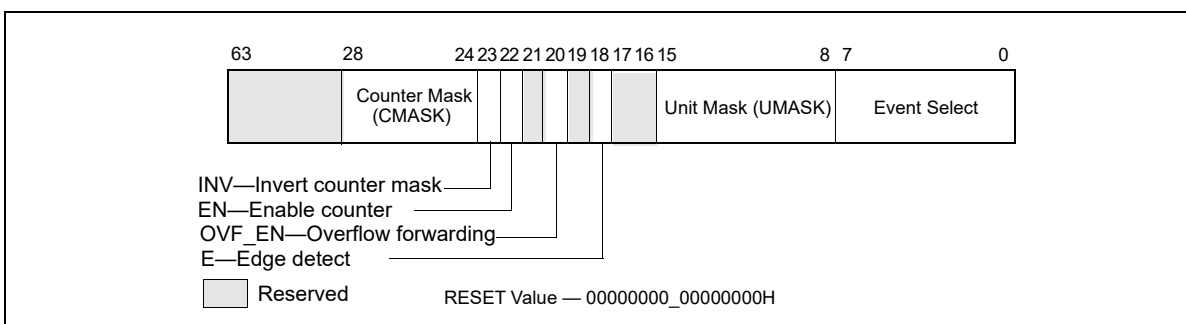 63 28 24 23 22 21 20 19 18 17 16 15 8 7 0
Counter Mask
(CMASK)
Unit Mask (UMASK)
Event Select
INV—Invert counter mask
EN—Enable counter
OVF_EN—Overflow forwarding
E—Edge detect
Reserved
RESET Value — 00000000_00000000H